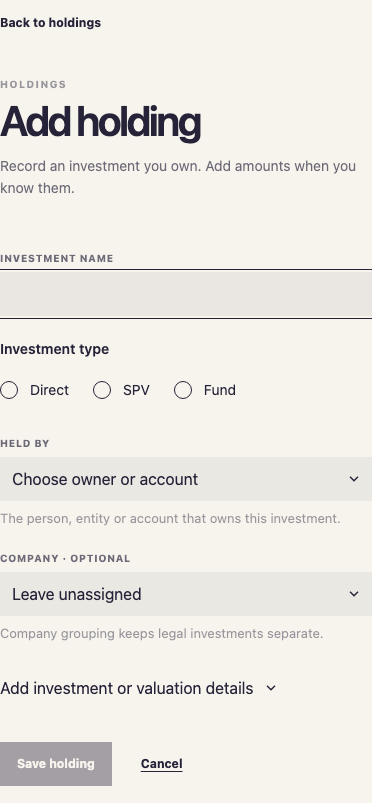 Back to holdings
HOLDINGS
Add holding
Record an investment you own. Add amounts when you
know them.
INVESTMENT NAME
Investment type
Direct SPV Fund
HELD BY
Choose owner or account
The person, entity or account that owns this investment.
COMPANY · OPTIONAL
Leave unassigned
Company grouping keeps legal investments separate.
Add investment or valuation details
Save holding Cancel